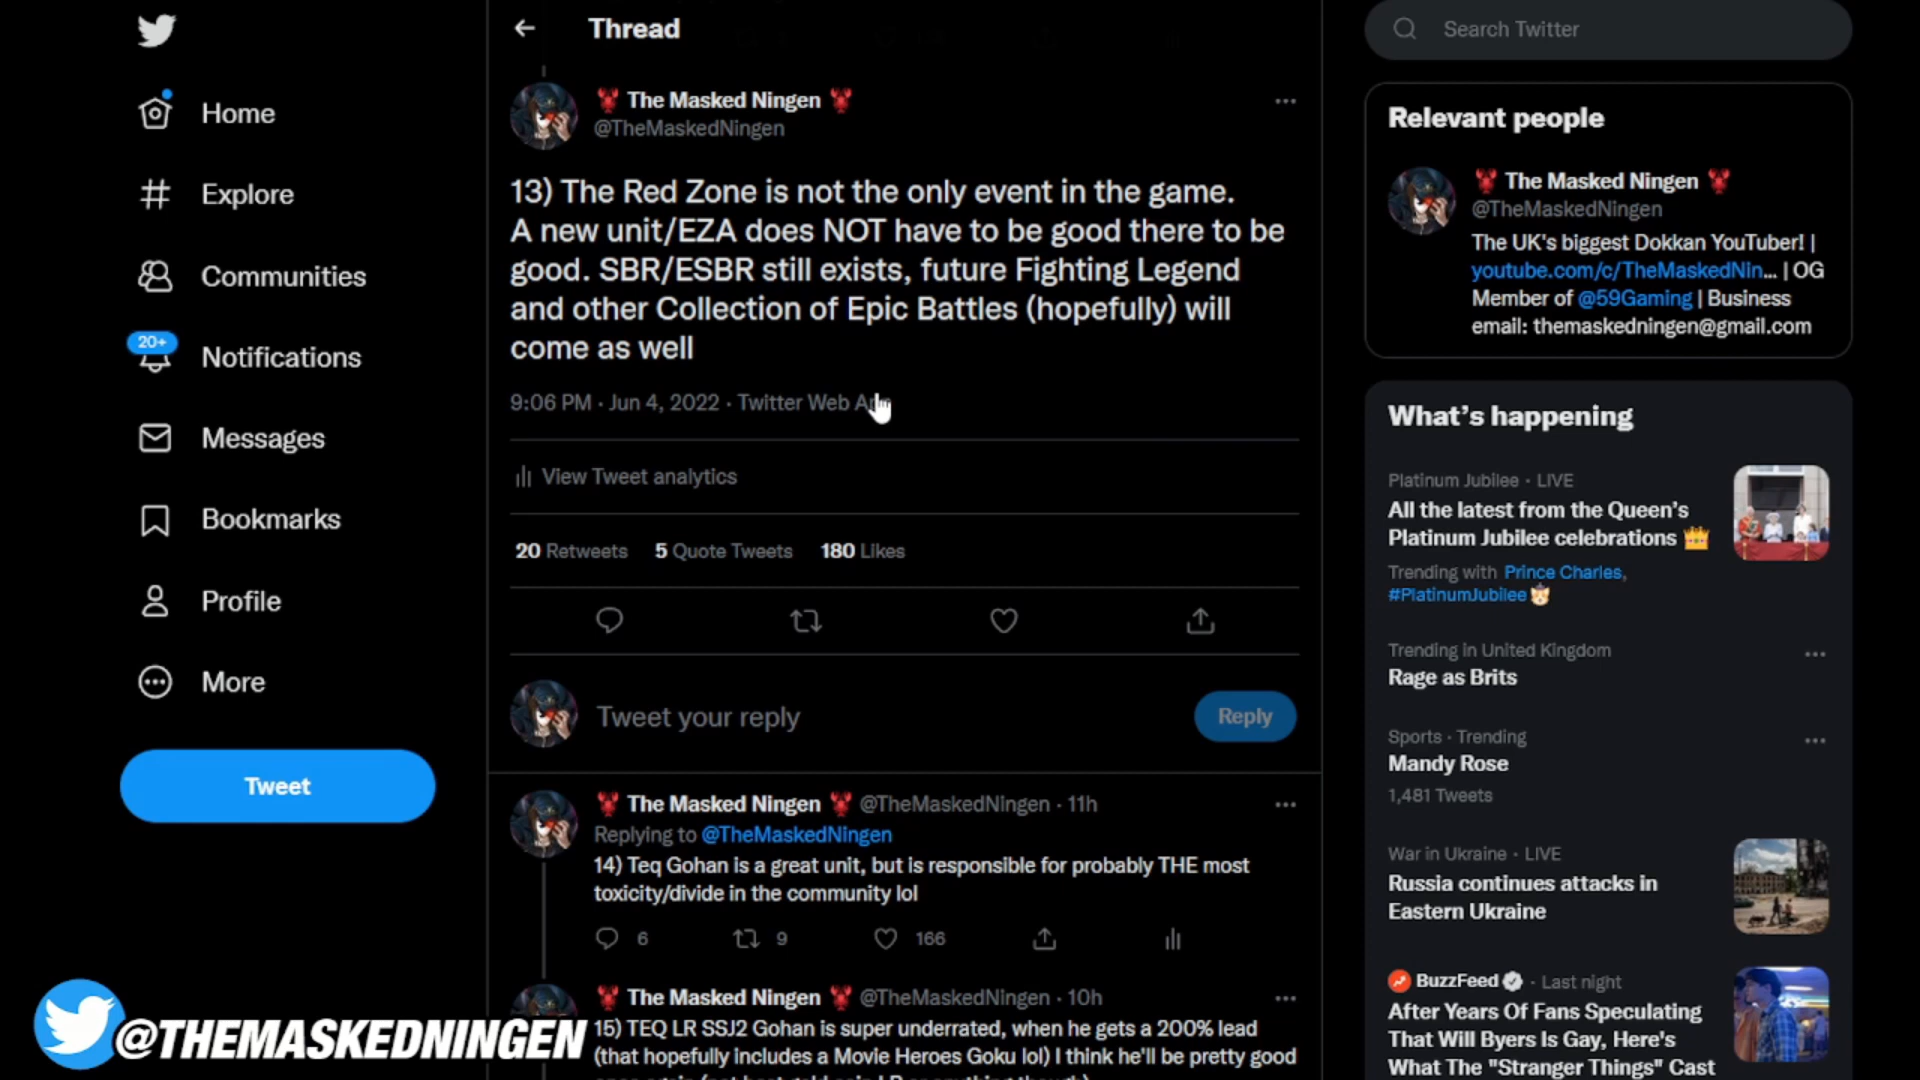 Home
Explore
Communities
20+
Notifications
Messages
Bookmarks
Profile
More
Tweet
Thread
The Masked Ningen
@TheMaskedNingen
13) The Red Zone is not the only event in the game.
A new unit/EZA does NOT have to be good there to be
good. SBR/ESBR still exists, future Fighting Legend
and other Collection of Epic Battles (hopefully) will
come as well
9:06 PM · Jun 4, 2022 · Twitter Web
View Tweet analytics
20 Retweets 5 Quote Tweets 180 Likes
Tweet your reply
Reply
The Masked Ningen @TheMaskedNingen · 11h
Replying to @TheMaskedNingen
14) Teq Gohan is a great unit, but is responsible for probably THE most
toxicity/divide in the community lol
6 9 166
The Masked Ningen @TheMaskedNingen · 10h
15) TEQ LR SSJ2 Gohan is super underrated, when he gets a 200% lead
(that hopefully includes a Movie Heroes Goku lol) I think he'll be pretty good
Search Twitter
Relevant people
The Masked Ningen
@TheMaskedNingen
The UK's biggest Dokkan YouTuber! |
youtube.com/c/TheMaskedNin... | OG
Member of @59Gaming | Business
email: themaskedningen@gmail.com
What's happening
Platinum Jubilee · LIVE
All the latest from the Queen's
Platinum Jubilee celebrations
Trending with Prince Charles,
#PlatinumJubilee
Trending in United Kingdom
Rage as Brits
Sports · Trending
Mandy Rose
1,481 Tweets
War in Ukraine · LIVE
Russia continues attacks in
Eastern Ukraine
BuzzFeed · Last night
After Years Of Fans Speculating
That Will Byers Is Gay, Here's
What The "Stranger Things" Cast
@THEMASKEDNINGEN